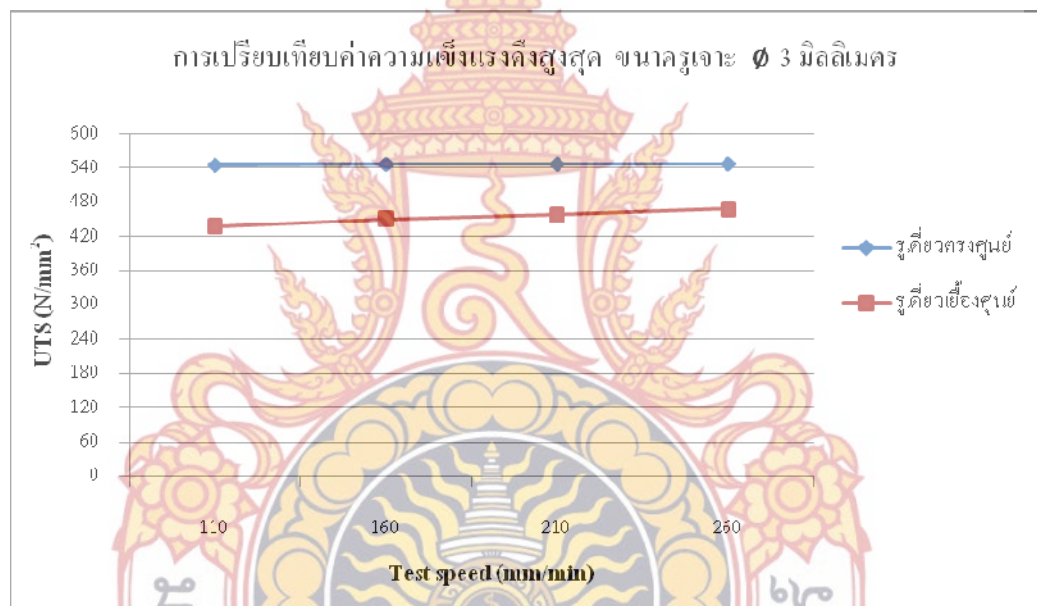 การเปรียบเทียบค่าความแข็งแรงดึงสูงสุด ขนาดรูเจาะ Ø 3 มิลลิเมตร
UTS (N/mm²)
600
540
480
420
360
300
240
180
120
60
0
110 160 210 260
Test speed (mm/min)
รูเดี่ยวตรงศูนย์
รูเดี่ยวเยื้องศูนย์